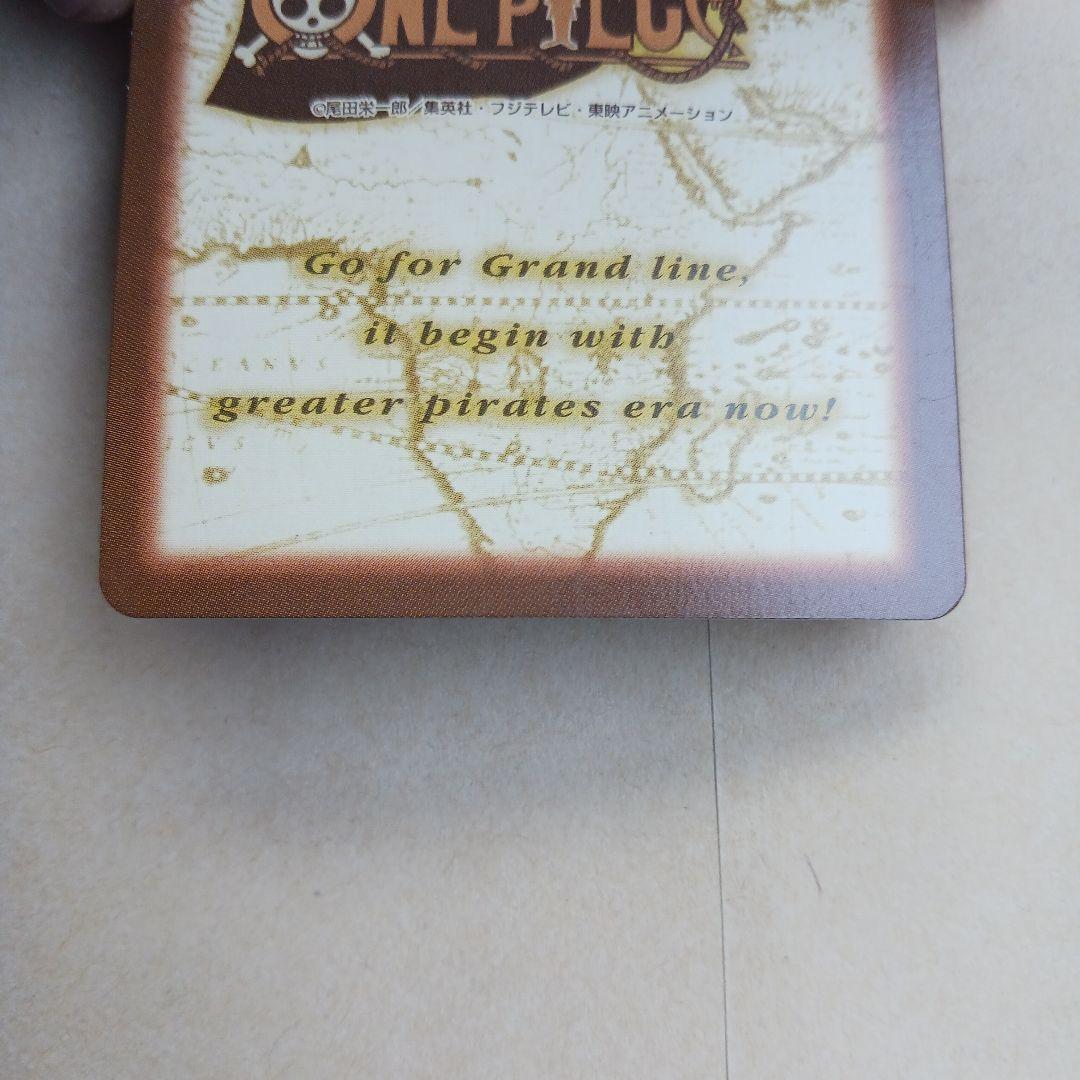 ONE PIECE
©尾田栄一郎／集英社・フジテレビ・東映アニメーション
Go for Grand line,
it begin with
greater pirates era now!